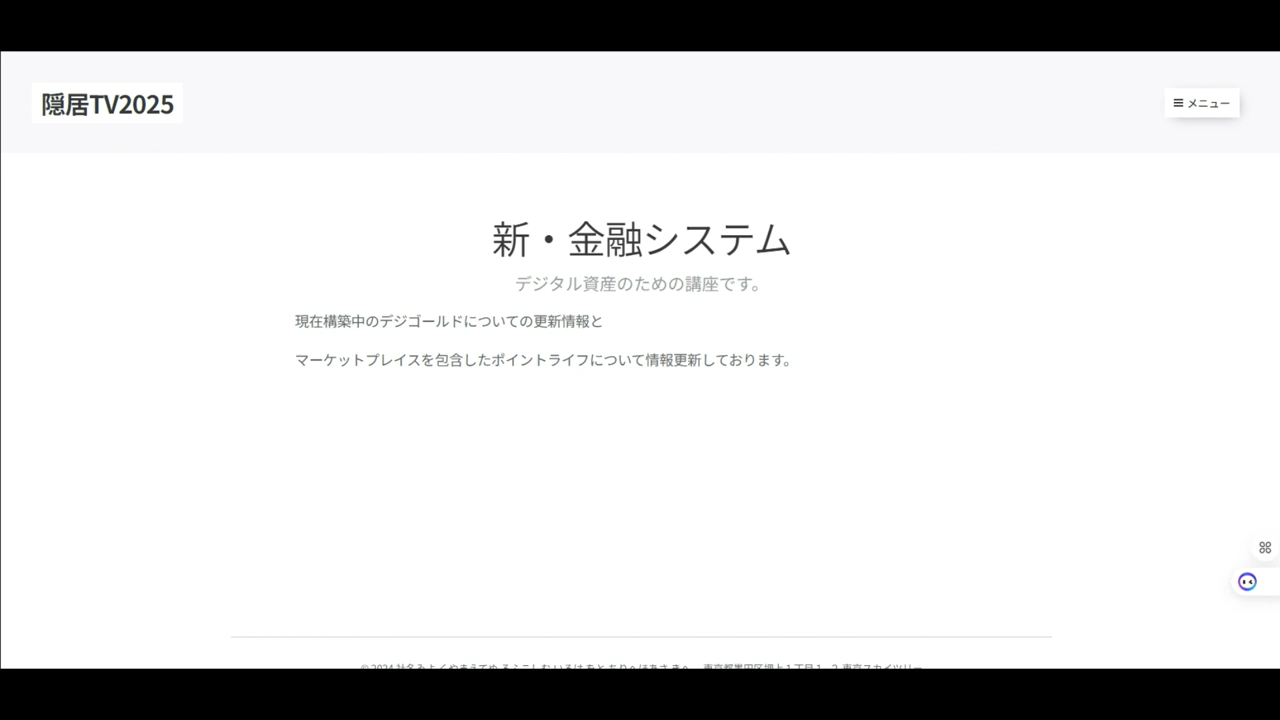 隠居TV2025
メニュー
新・金融システム
デジタル資産のための講座です。
現在構築中のデジゴールドについての更新情報と
マーケットプレイスを包含したポイントライフについて情報更新しております。
© 2024